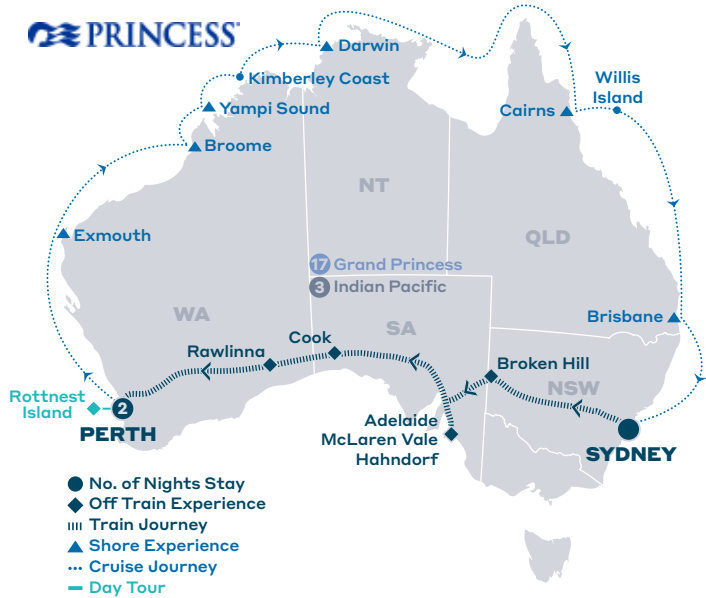 PRINCESS
Darwin
Kimberley Coast
Willis
Island
Yampi Sound
Cairns
Broome
NT
Exmouth
QLD
17 Grand Princess
3 Indian Pacific
WA
SA
Brisbane
Cook
Rawlinna
Broken Hill
NSW
Rottnest
Island
2
PERTH
Adelaide
McLaren Vale
Hahndorf
SYDNEY
No. of Nights Stay
Off Train Experience
Train Journey
Shore Experience
Cruise Journey
Day Tour